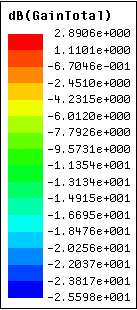 dB(GainTotal)
2.8906e+000
1.1101e+000
-6.7046e-001
-2.4510e+000
-4.2315e+000
-6.0120e+000
-7.7926e+000
-9.5731e+000
-1.1354e+001
-1.3134e+001
-1.4915e+001
-1.6695e+001
-1.8476e+001
-2.0256e+001
-2.2037e+001
-2.3817e+001
-2.5598e+001